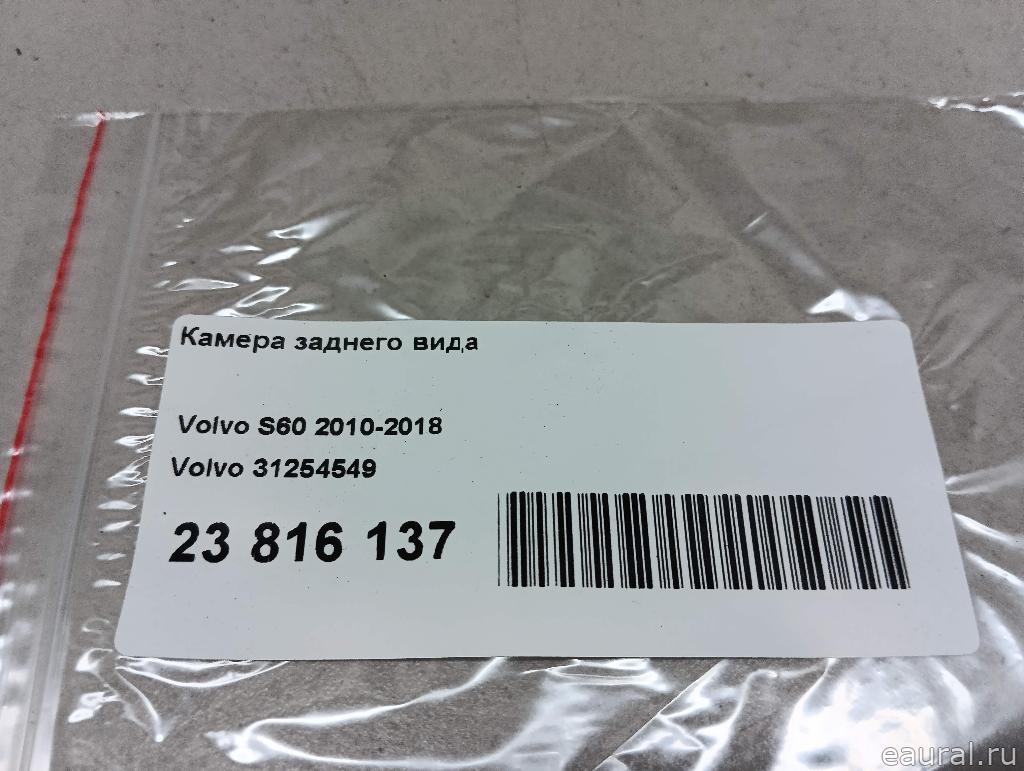 Камера заднего вида
Volvo S60 2010-2018
Volvo 31254549
23 816 137
eaural.ru